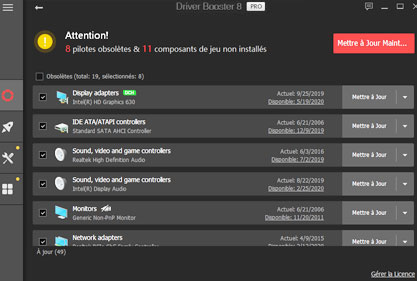 Driver Booster 8 PRO
Attention!
8 pilotes obsolètes & 11 composants de jeu non installés
Mettre à Jour Maint...
Obsolètes (total: 19, sélectionnés: 8)
Display adapters
Intel(R) HD Graphics 630
Actuel: 9/25/2019
Disponible: 5/19/2020
Mettre à Jour
IDE ATA/ATAPI controllers
Standard SATA AHCI Controller
Actuel: 6/21/2006
Disponible: 12/9/2019
Mettre à Jour
Sound, video and game controllers
Realtek High Definition Audio
Actuel: 6/3/2016
Disponible: 7/2/2019
Mettre à Jour
Sound, video and game controllers
Intel(R) Display Audio
Actuel: 8/22/2019
Disponible: 2/25/2020
Mettre à Jour
Monitors
Generic Non-PnP Monitor
Actuel: 6/21/2006
Disponible: 11/20/2011
Mettre à Jour
Network adapters
Actuel: 4/9/2015
Mettre à Jour
À jour (49)
Gérer la Licence